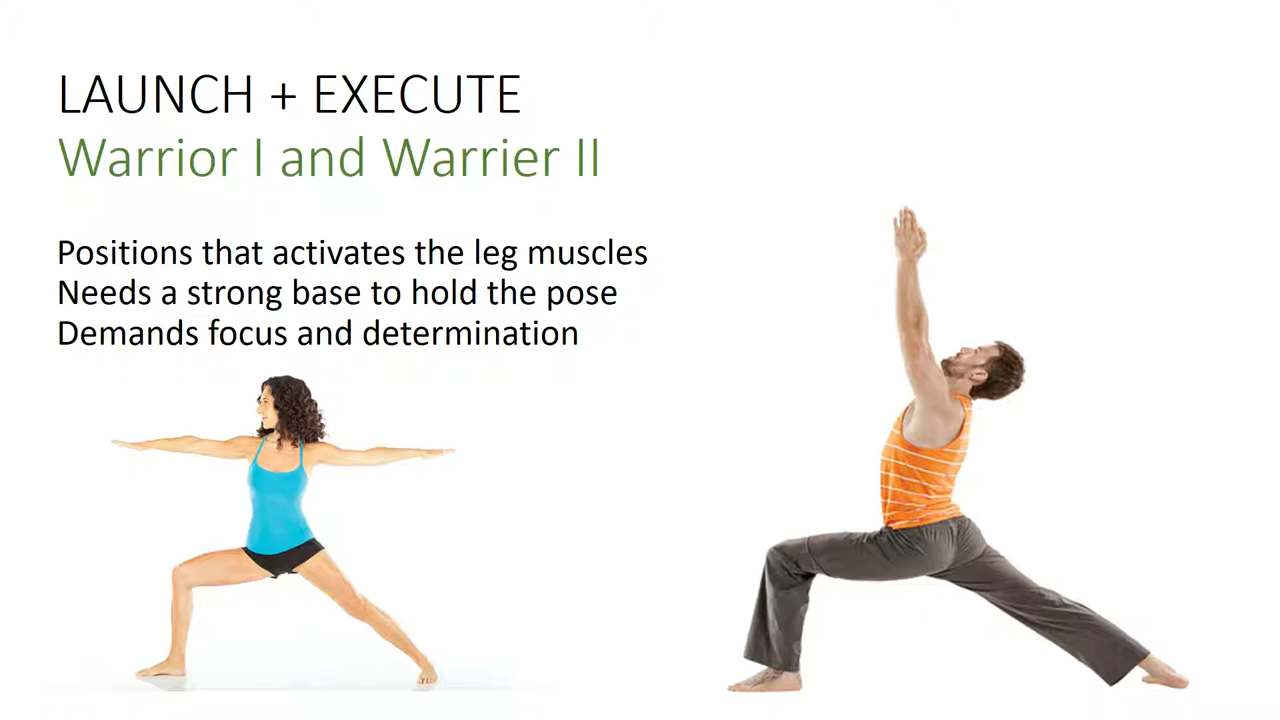 LAUNCH + EXECUTE
Warrior I and Warrier II
Positions that activates the leg muscles
Needs a strong base to hold the pose
Demands focus and determination